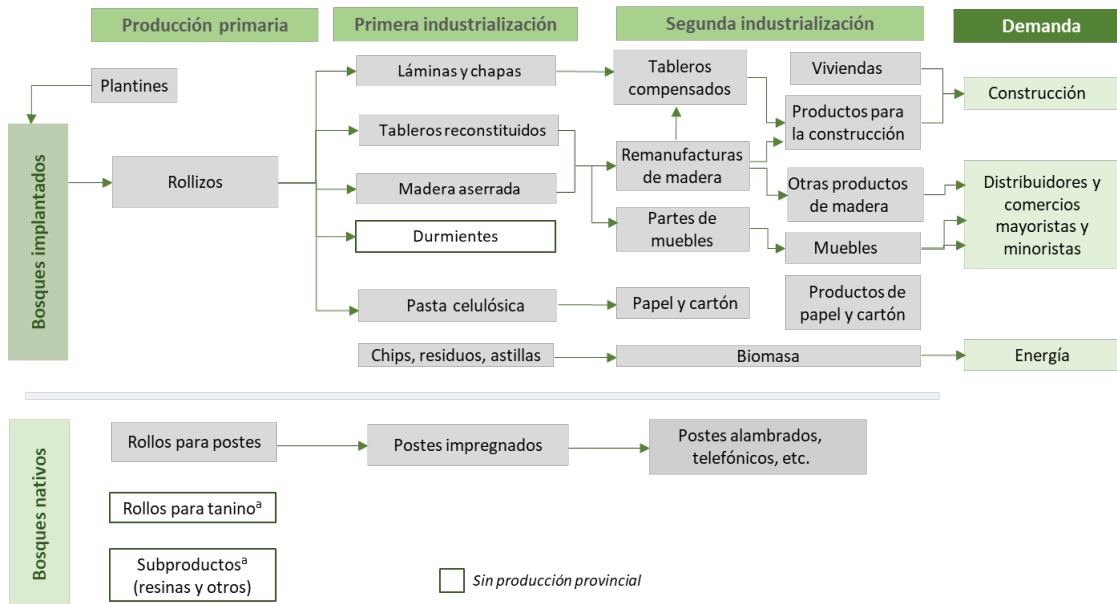 Producción primaria
Primera industrialización
Segunda industrialización
Demanda
Plantines
Bosques implantados
Rollizos
Láminas y chapas
Tableros reconstituidos
Madera aserrada
Durmientes
Pasta celulósica
Chips, residuos, astillas
Tableros
compensados
Remanufacturas
de madera
Partes de
muebles
Papel y cartón
Biomasa
Viviendas
Productos para
la construcción
Otras productos
de madera
Muebles
Productos de
papel y cartón
Construcción
Distribuidores y
comercios
mayoristas y
minoristas
Energía
Bosques nativos
Rollos para postes
Postes impregnados
Postes alambrados,
telefónicos, etc.
Rollos para taninoª
Subproductosª
(resinas y otros)
Sin producción provincial